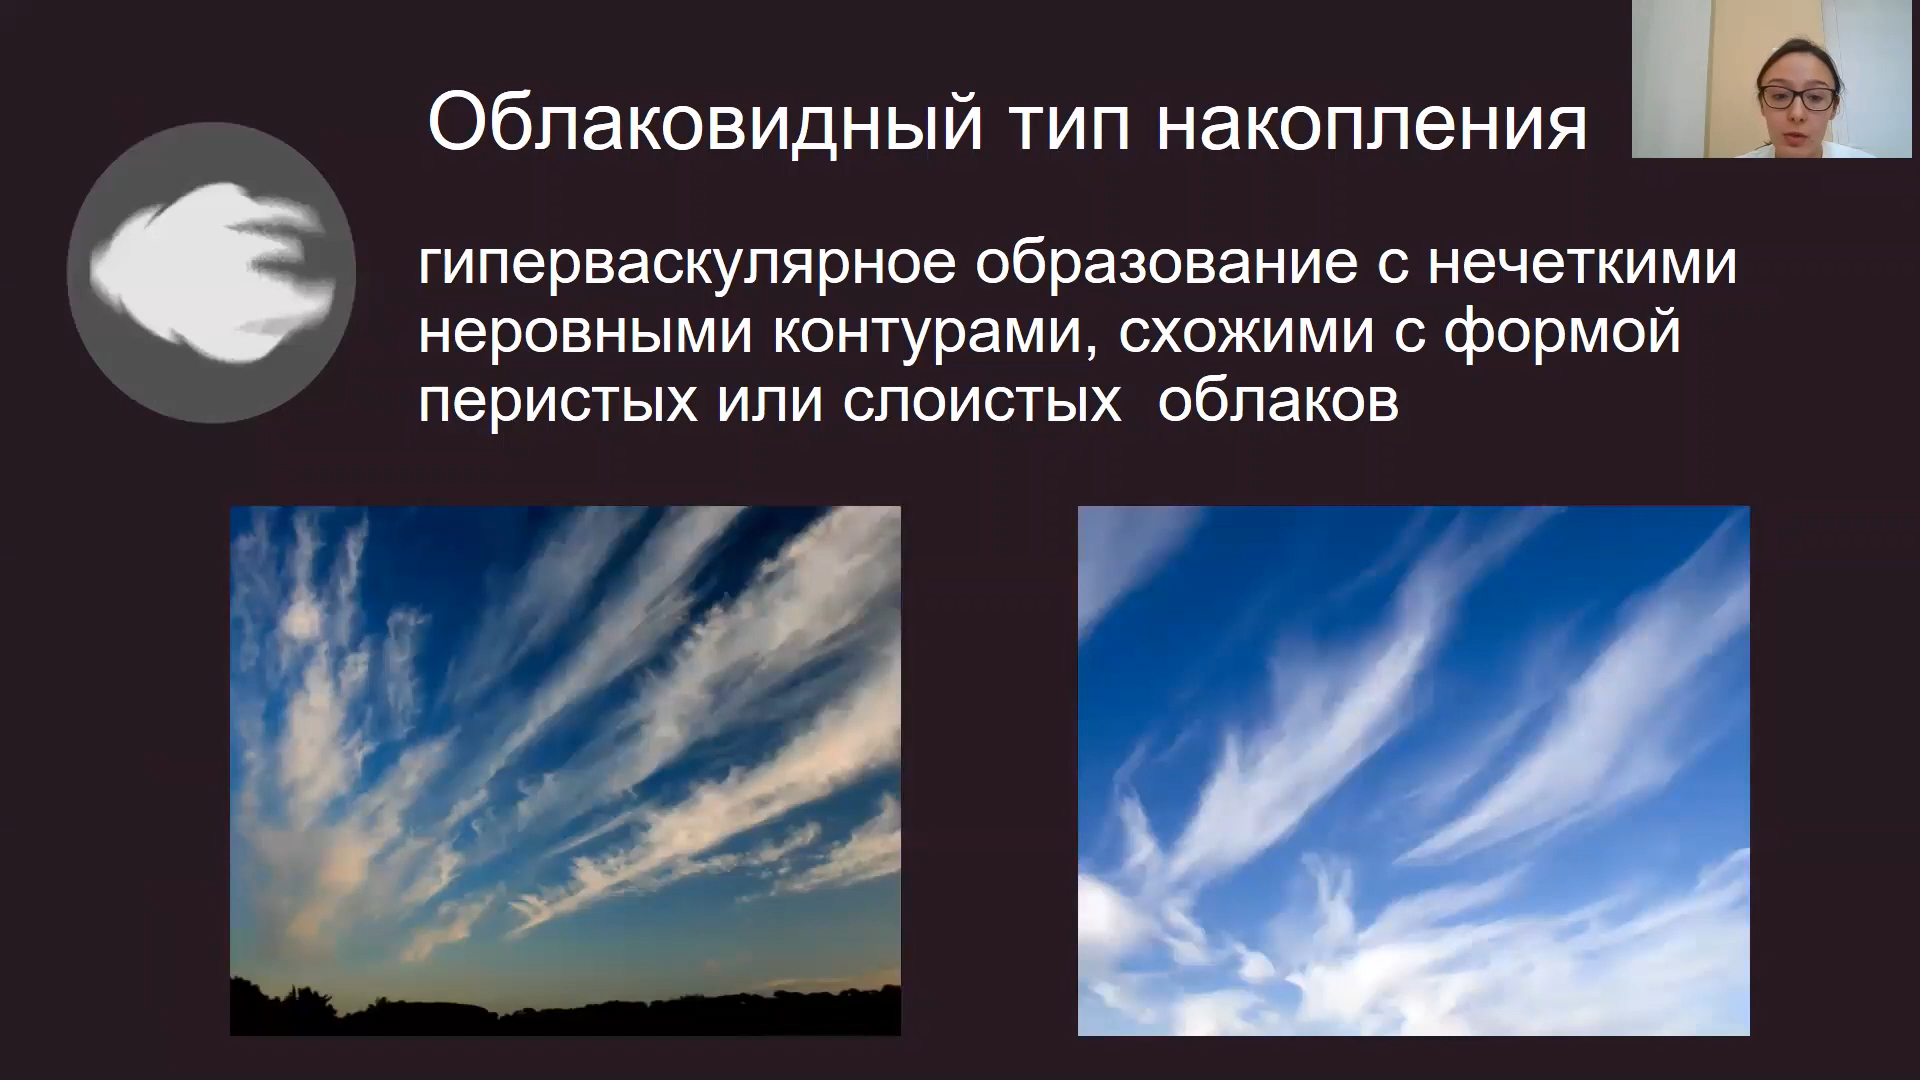 Облаковидный тип накопления
гиперваскулярное образование с нечеткими
неровными контурами, схожими с формой
перистых или слоистых  облаков